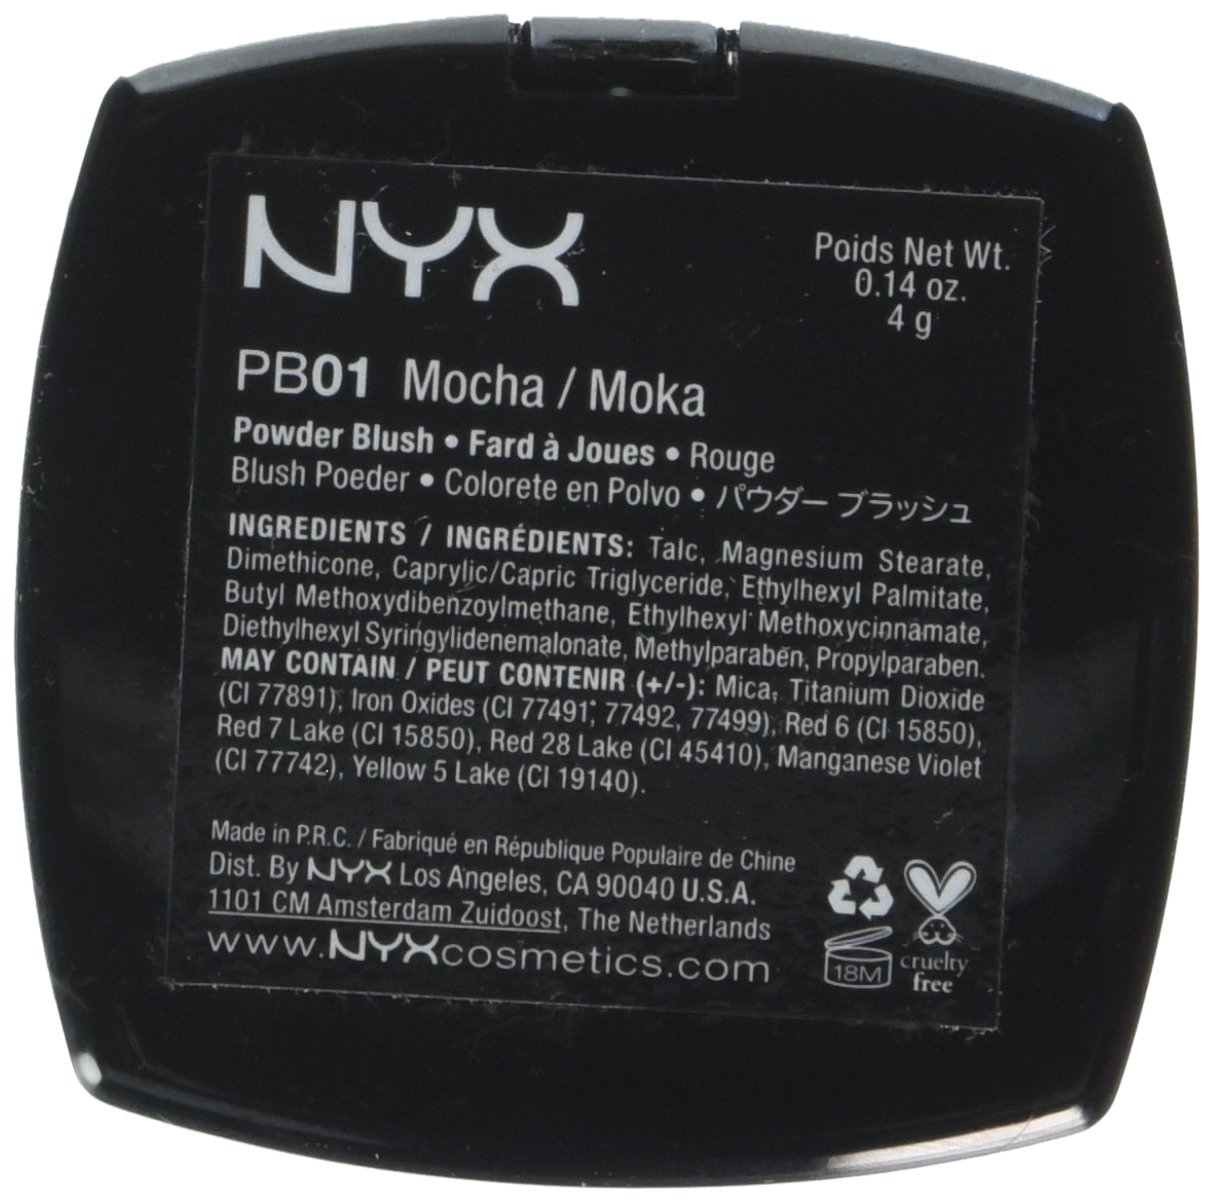 NYX
Poids Net Wt.
0.14 oz.
4 g
PB01 Mocha / Moka
Powder Blush • Fard à Joues • Rouge
Blush Poeder • Colorete en Polvo • パウダー ブラッシュ
INGREDIENTS / INGRÉDIENTS: Talc, Magnesium Stearate,
Dimethicone, Caprylic/Capric Triglyceride, Ethylhexyl Palmitate,
Butyl Methoxydibenzoylmethane, Ethylhexyl Methoxycinnamate,
Diethylhexyl Syringylidenemalonate, Methylparaben, Propylparaben.
MAY CONTAIN / PEUT CONTENIR (+/-): Mica, Titanium Dioxide
(CI 77891), Iron Oxides (CI 77491, 77492, 77499), Red 6 (CI 15850),
Red 7 Lake (CI 15850), Red 28 Lake (CI 45410), Manganese Violet
(CI 77742), Yellow 5 Lake (CI 19140).
Made in P.R.C. / Fabriqué en République Populaire de Chine
Dist. By NYX Los Angeles, CA 90040 U.S.A.
1101 CM Amsterdam Zuidoost, The Netherlands
www.NYXcosmetics.com
18M
cruelty
free